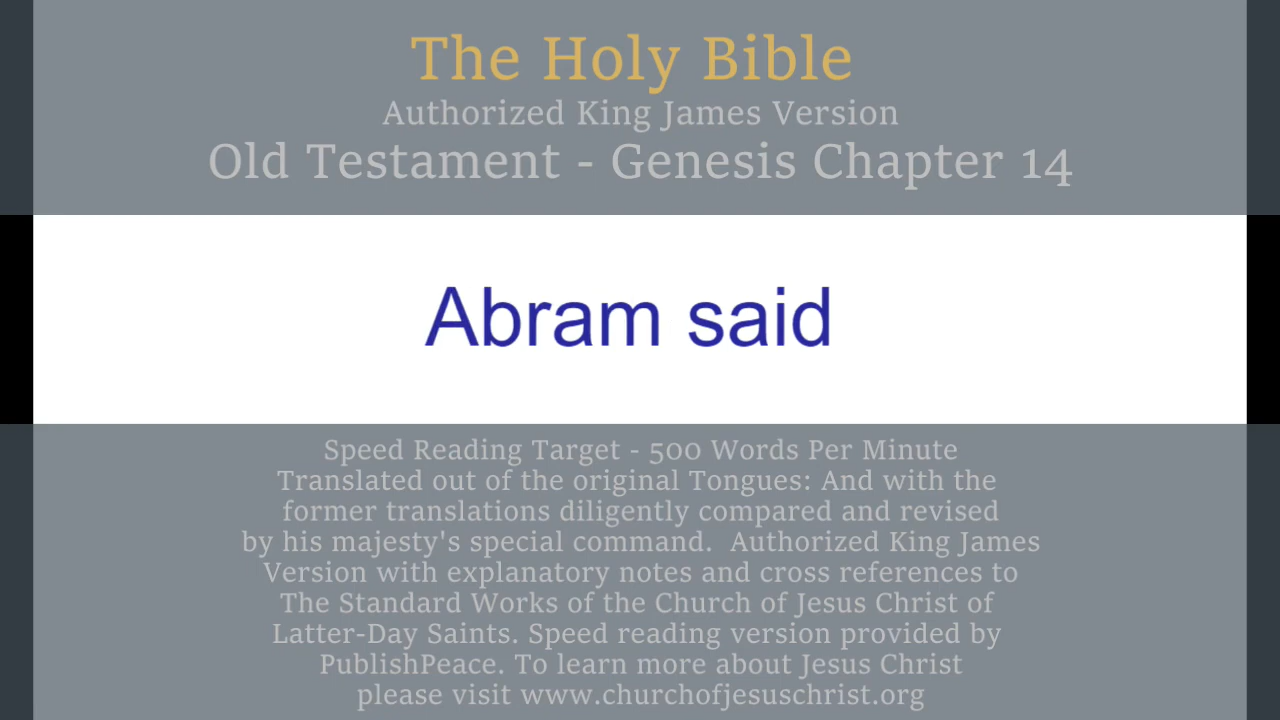 The Holy Bible
Authorized King James Version
Old Testament - Genesis Chapter 14
Abram said
Speed Reading Target - 500 Words Per Minute
Translated out of the original Tongues: And with the
former translations diligently compared and revised
by his majesty's special command.  Authorized King James
Version with explanatory notes and cross references to
The Standard Works of the Church of Jesus Christ of
Latter-Day Saints. Speed reading version provided by
PublishPeace. To learn more about Jesus Christ
please visit www.churchofjesuschrist.org